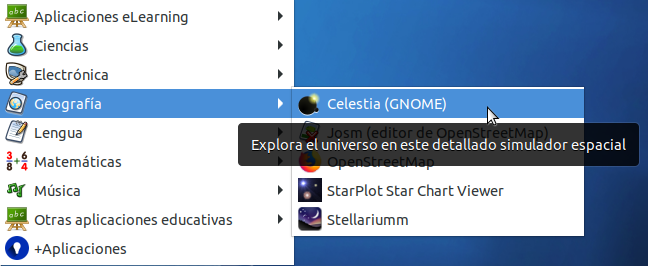 Aplicaciones eLearning
Ciencias
Electrónica
Geografía
Lengua
Matemáticas
Música
Otras aplicaciones educativas
+Aplicaciones
Celestia (GNOME)
Josm (editor de OpenStreetMap)
Explora el universo en este detallado simulador espacial
OpenStreetMap
StarPlot Star Chart Viewer
Stellariumm